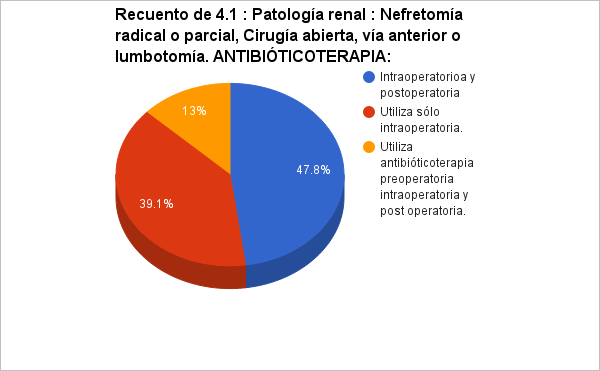 Recuento de 4.1 : Patología renal : Nefretomía
radical o parcial, Cirugía abierta, vía anterior o
lumbotomía. ANTIBIÓTICOTERAPIA:
Intraoperatorioa y
postoperatoria
Utiliza sólo
intraoperatoria.
Utiliza
antibióticoterapia
preoperatoria
intraoperatoria y
post operatoria.
13%
47.8%
39.1%